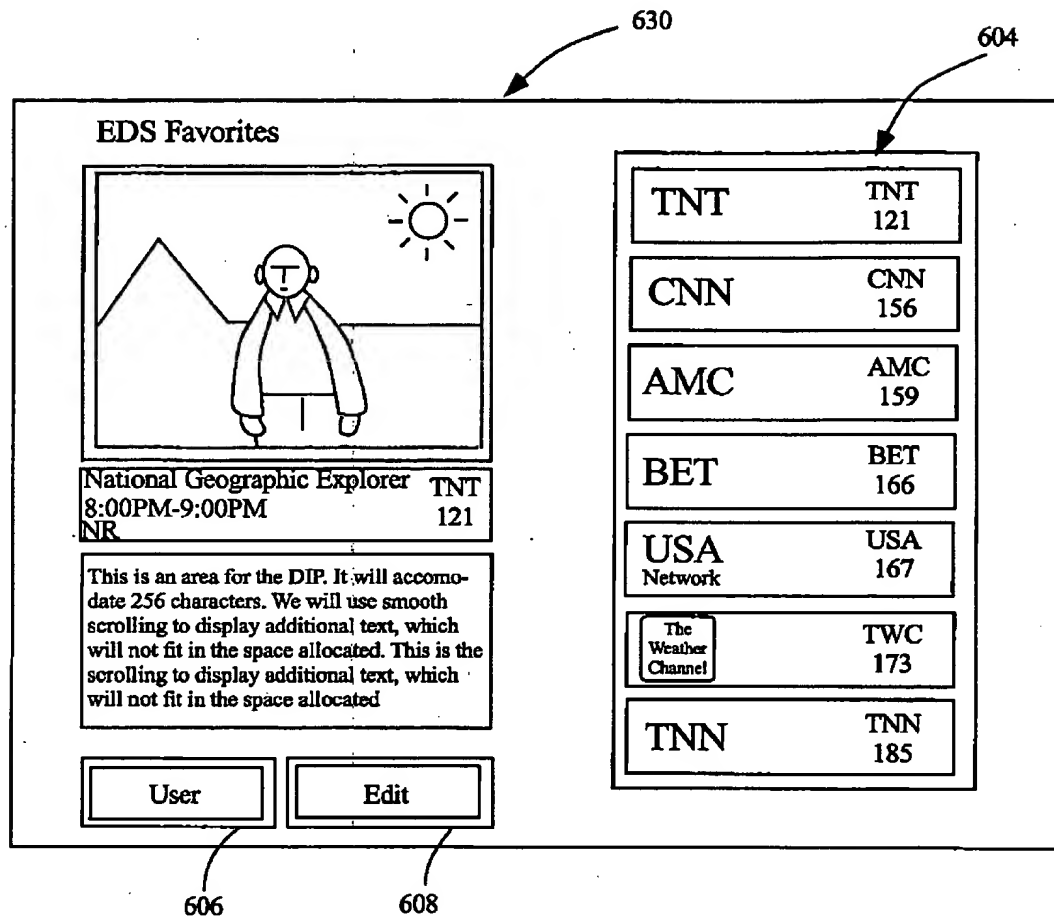 630
604
EDS Favorites
National Geographic Explorer TNT
8:00PM-9:00PM 121
NR
This is an area for the DIP. It will accomo-
date 256 characters. We will use smooth
scrolling to display additional text, which
will not fit in the space allocated. This is the
scrolling to display additional text, which
will not fit in the space allocated
User Edit
606 608
TNT TNT
121
CNN CNN
156
AMC AMC
159
BET BET
166
USA USA
Network 167
The
Weather TWC
Channel 173
TNN TNN
185